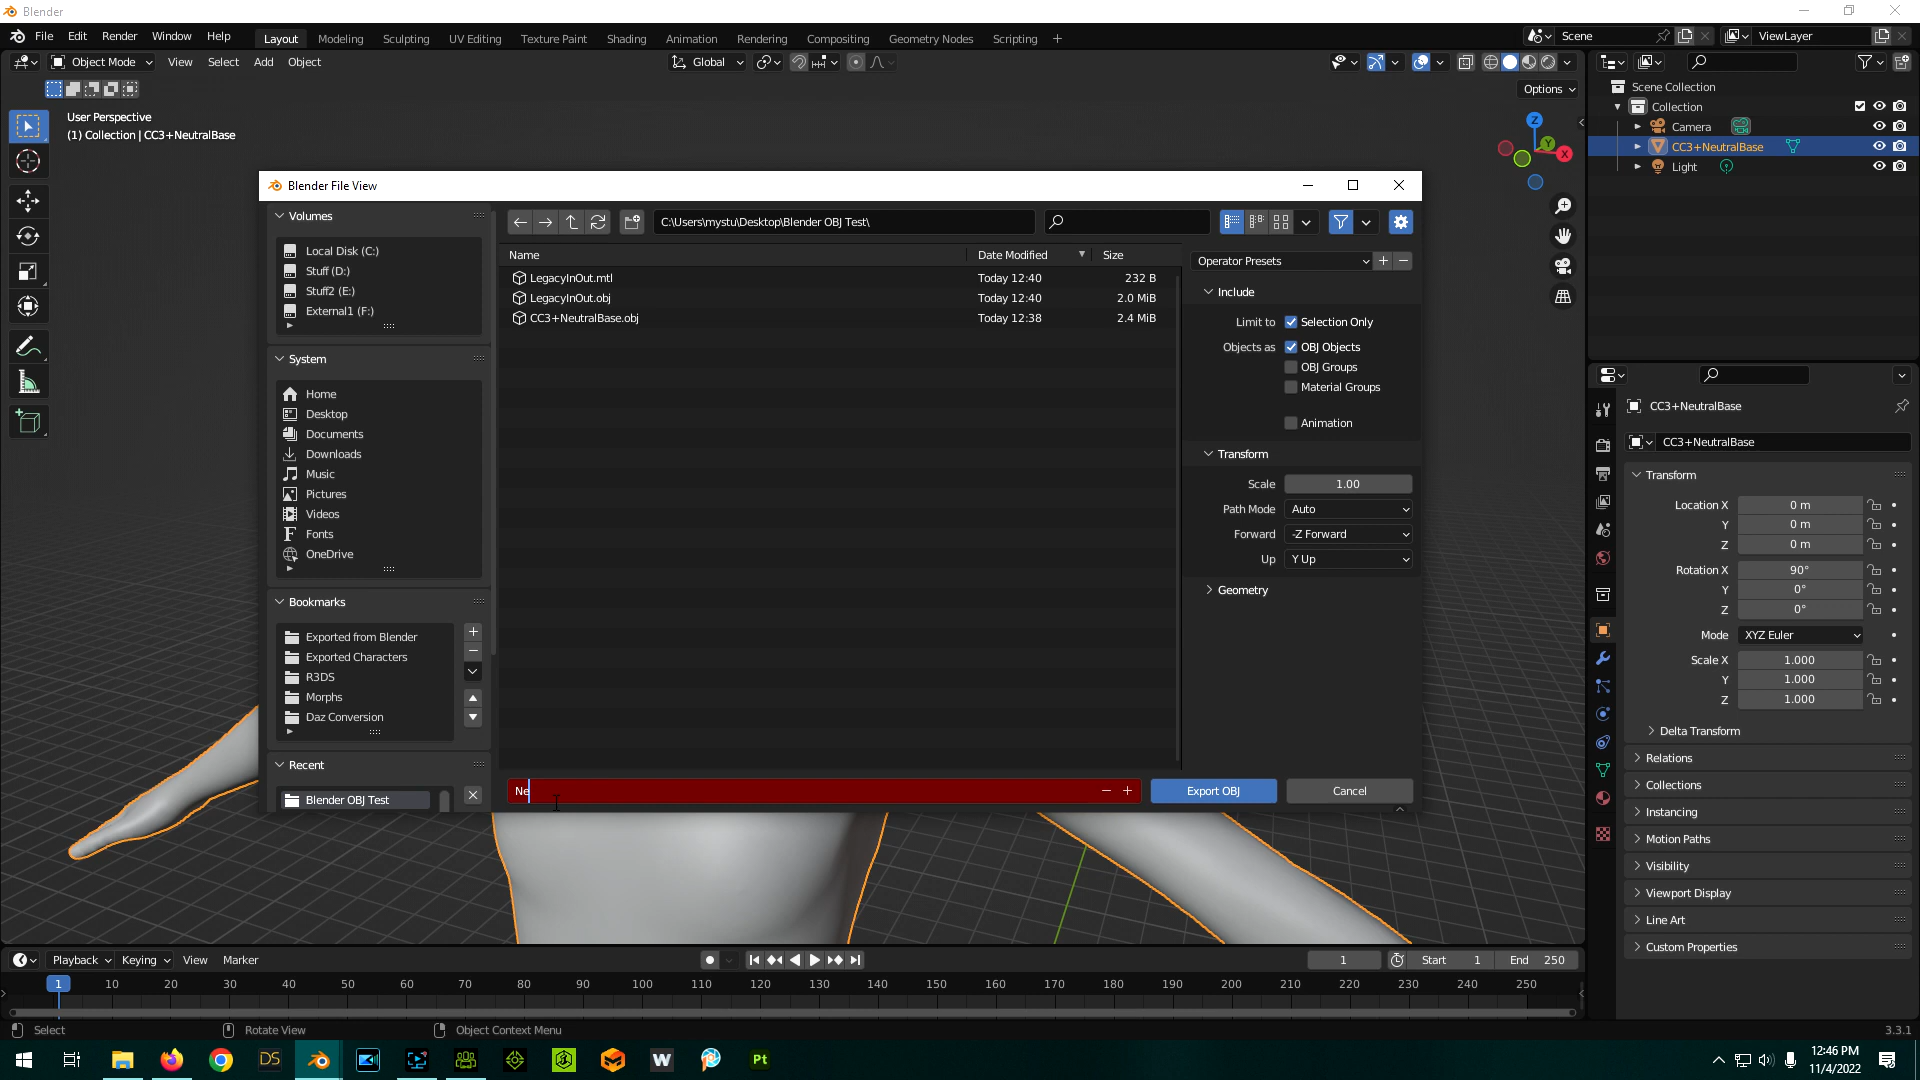 Blender
File Edit Render Window Help Layout Modeling Sculpting UV Editing Texture Paint Shading Animation Rendering Compositing Geometry Nodes Scripting + Scene ViewLayer
Object Mode View Select Add Object Global
Options
User Perspective
(1) Collection | CC3+NeutralBase
Z
Y
X
Scene Collection
Collection
Camera
CC3+NeutralBase
Light
Blender File View
Volumes
Local Disk (C:)
Stuff (D:)
Stuff2 (E:)
External1 (F:)
System
Home
Desktop
Documents
Downloads
Music
Pictures
Videos
Fonts
OneDrive
Bookmarks
Exported from Blender
Exported Characters
R3DS
Morphs
Daz Conversion
Recent
Blender OBJ Test
C:\Users\mystu\Desktop\Blender OBJ Test\
Name Date Modified Size
LegacyInOut.mtl Today 12:40 232 B
LegacyInOut.obj Today 12:40 2.0 MiB
CC3+NeutralBase.obj Today 12:38 2.4 MiB
Operator Presets
Include
Limit to Selection Only
Objects as OBJ Objects
OBJ Groups
Material Groups
Animation
Transform
Scale 1.00
Path Mode Auto
Forward -Z Forward
Up Y Up
Geometry
Ne
Export OBJ Cancel
CC3+NeutralBase
CC3+NeutralBase
Transform
Location X 0 m
Y 0 m
Z 0 m
Rotation X 90°
Y 0°
Z 0°
Mode XYZ Euler
Scale X 1.000
Y 1.000
Z 1.000
Delta Transform
Relations
Collections
Instancing
Motion Paths
Visibility
Viewport Display
Line Art
Custom Properties
Playback Keying View Marker 1 Start 1 End 250
1 10 20 30 40 50 60 70 80 90 100 110 120 130 140 150 160 170 180 190 200 210 220 230 240 250
Select Rotate View Object Context Menu 3.3.1
DS W Pt
12:46 PM
11/4/2022